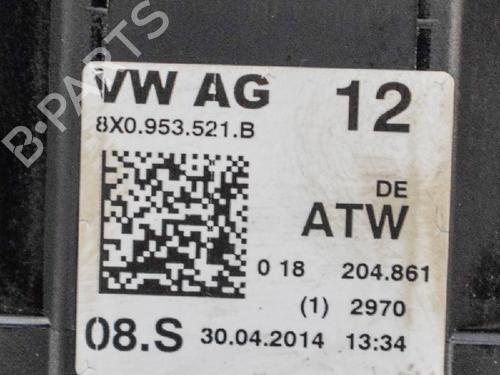 B-PARTS
VW AG 12
8X0.953.521.B
DE
ATW
0 18 204.861
(1) 2970
08.S 30.04.2014 13:34